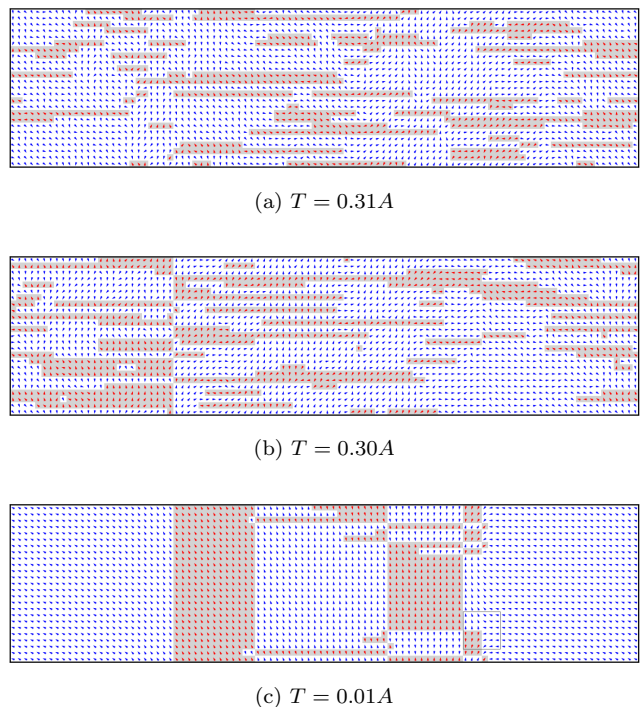 (a) T = 0.31A
(b) T = 0.30A
(c) T = 0.01A